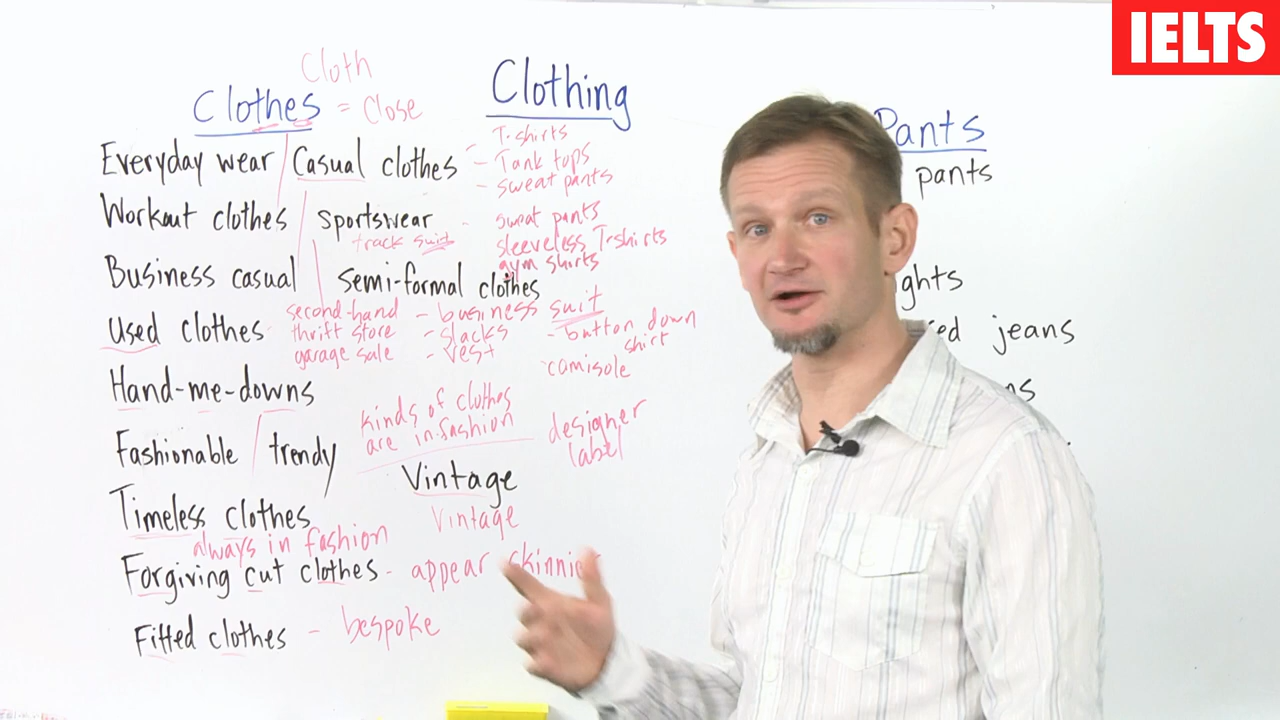 IELTS
Cloth
Clothes = Close
Clothing
Everyday wear / Casual clothes
- T-shirts
- Tank tops
- sweat pants
Workout clothes / sportswear -
track suit
sweat pants
sleeveless T-shirts
gym shorts
Business casual / semi-formal clothes
- business suit
- slacks
- vest
- button down
shirt
- camisole
Used clothes
second-hand
thrift store
garage sale
Hand-me-downs
Fashionable / trendy
kinds of clothes
are in-fashion
designer
label
Vintage
Vintage
Timeless clothes
always in fashion
Forgiving cut clothes - appear
Fitted clothes - bespoke
Pants
pants
jeans